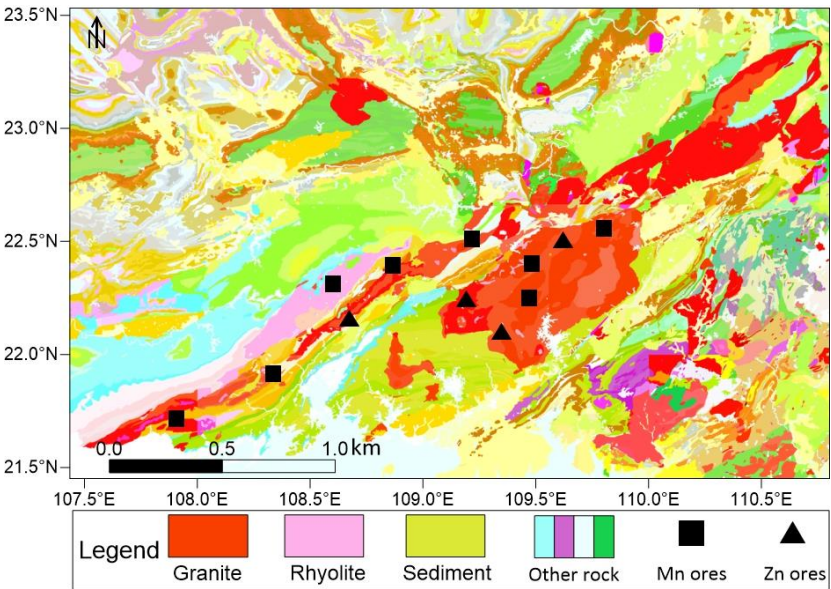 23.5°N
N
23.0°N
22.5°N
22.0°N
21.5°N
0.0 0.5 1.0 km
107.5°E 108.0°E 108.5°E 109.0°E 109.5°E 110.0°E 110.5°E
Legend
Granite Rhyolite Sediment Other rock Mn ores Zn ores